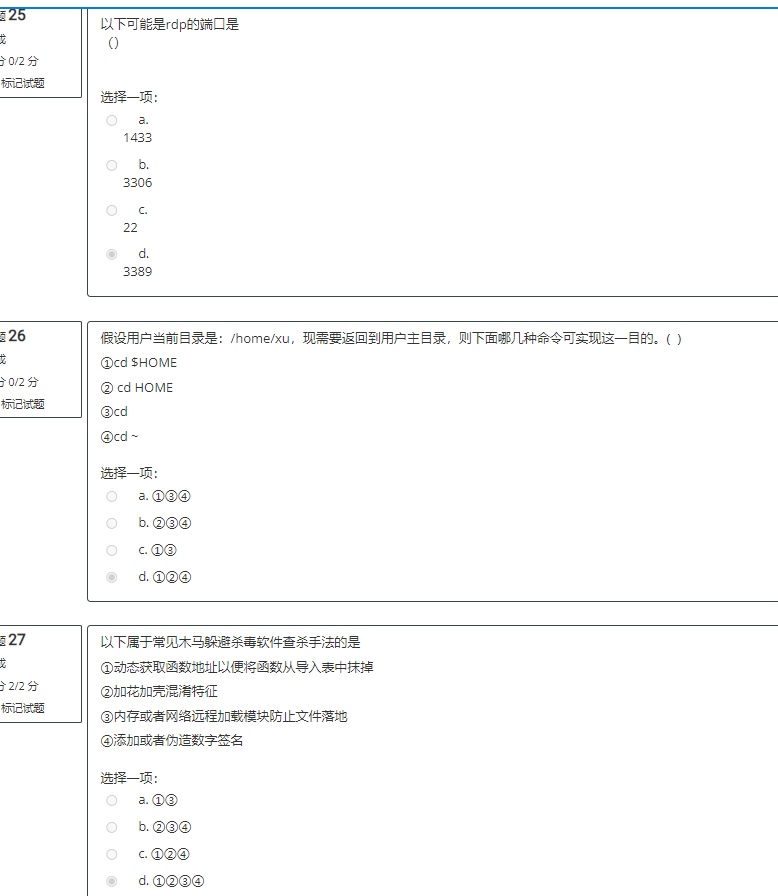 题 25
分 0/2 分
标记试题
以下可能是rdp的端口是
（）
选择一项：
a.
1433
b.
3306
c.
22
d.
3389
题 26
分 0/2 分
标记试题
假设用户当前目录是：/home/xu，现需要返回到用户主目录，则下面哪几种命令可实现这一目的。( )
①cd $HOME
② cd HOME
③cd
④cd ~
选择一项：
a. ①③④
b. ②③④
c. ①③
d. ①②④
题 27
分 2/2 分
标记试题
以下属于常见木马躲避杀毒软件查杀手法的是
①动态获取函数地址以便将函数从导入表中抹掉
②加花加壳混淆特征
③内存或者网络远程加载模块防止文件落地
④添加或者伪造数字签名
选择一项：
a. ①③
b. ②③④
c. ①②④
d. ①②③④